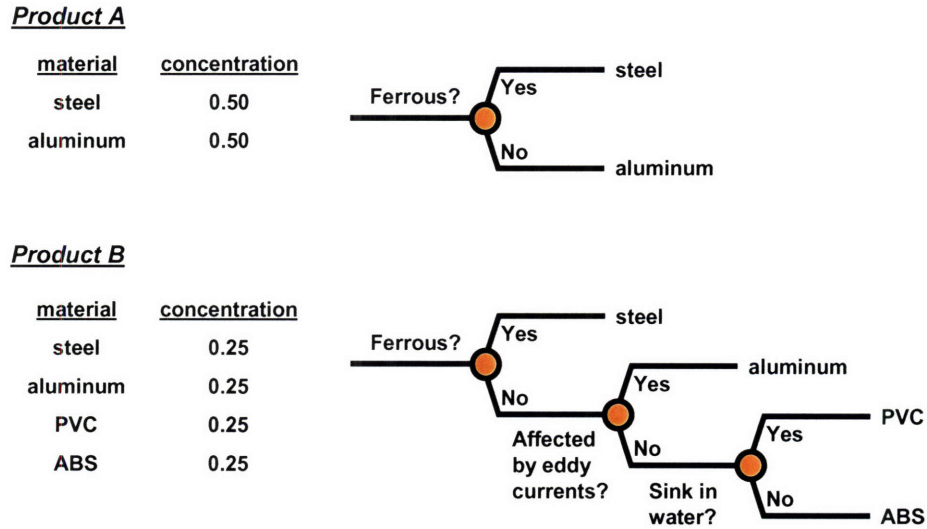 Product A
material concentration
steel 0.50
aluminum 0.50
Ferrous?
Yes
steel
No
aluminum
Product B
material concentration
steel 0.25
aluminum 0.25
PVC 0.25
ABS 0.25
Ferrous?
Yes
steel
No
Affected
by eddy
currents?
Yes
aluminum
No
Sink in
water?
Yes
PVC
No
ABS